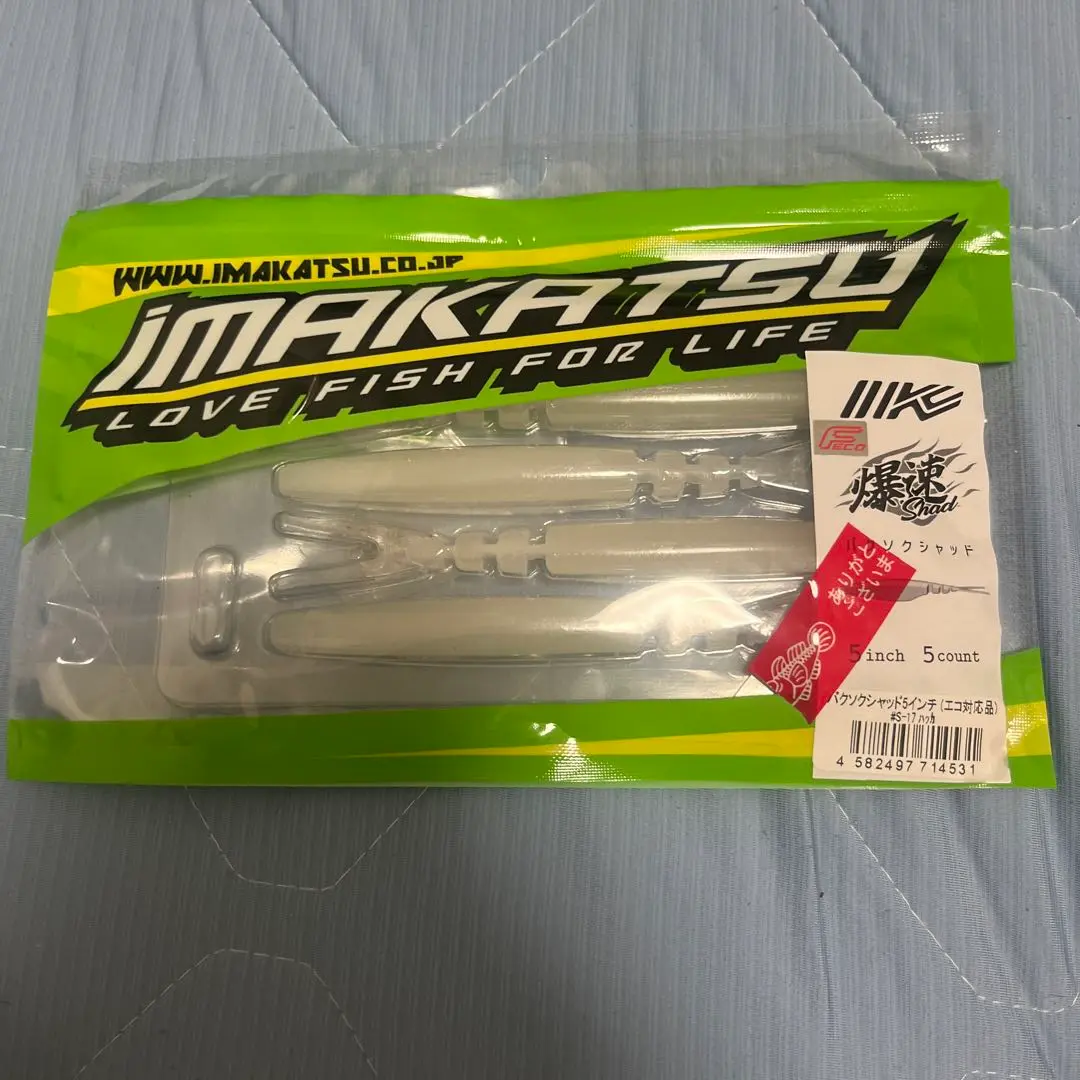 WWW.IMAKATSU.CO.JP
IMAKATSU
LOVE FISH FOR LIFE
IK
FECO
爆速
Shad
バクソクシャッド
ありがとう
ございます
5inch 5count
バクソクシャッド5インチ(エコ対応品)
#S-17 ハッカ
4 582497 714531